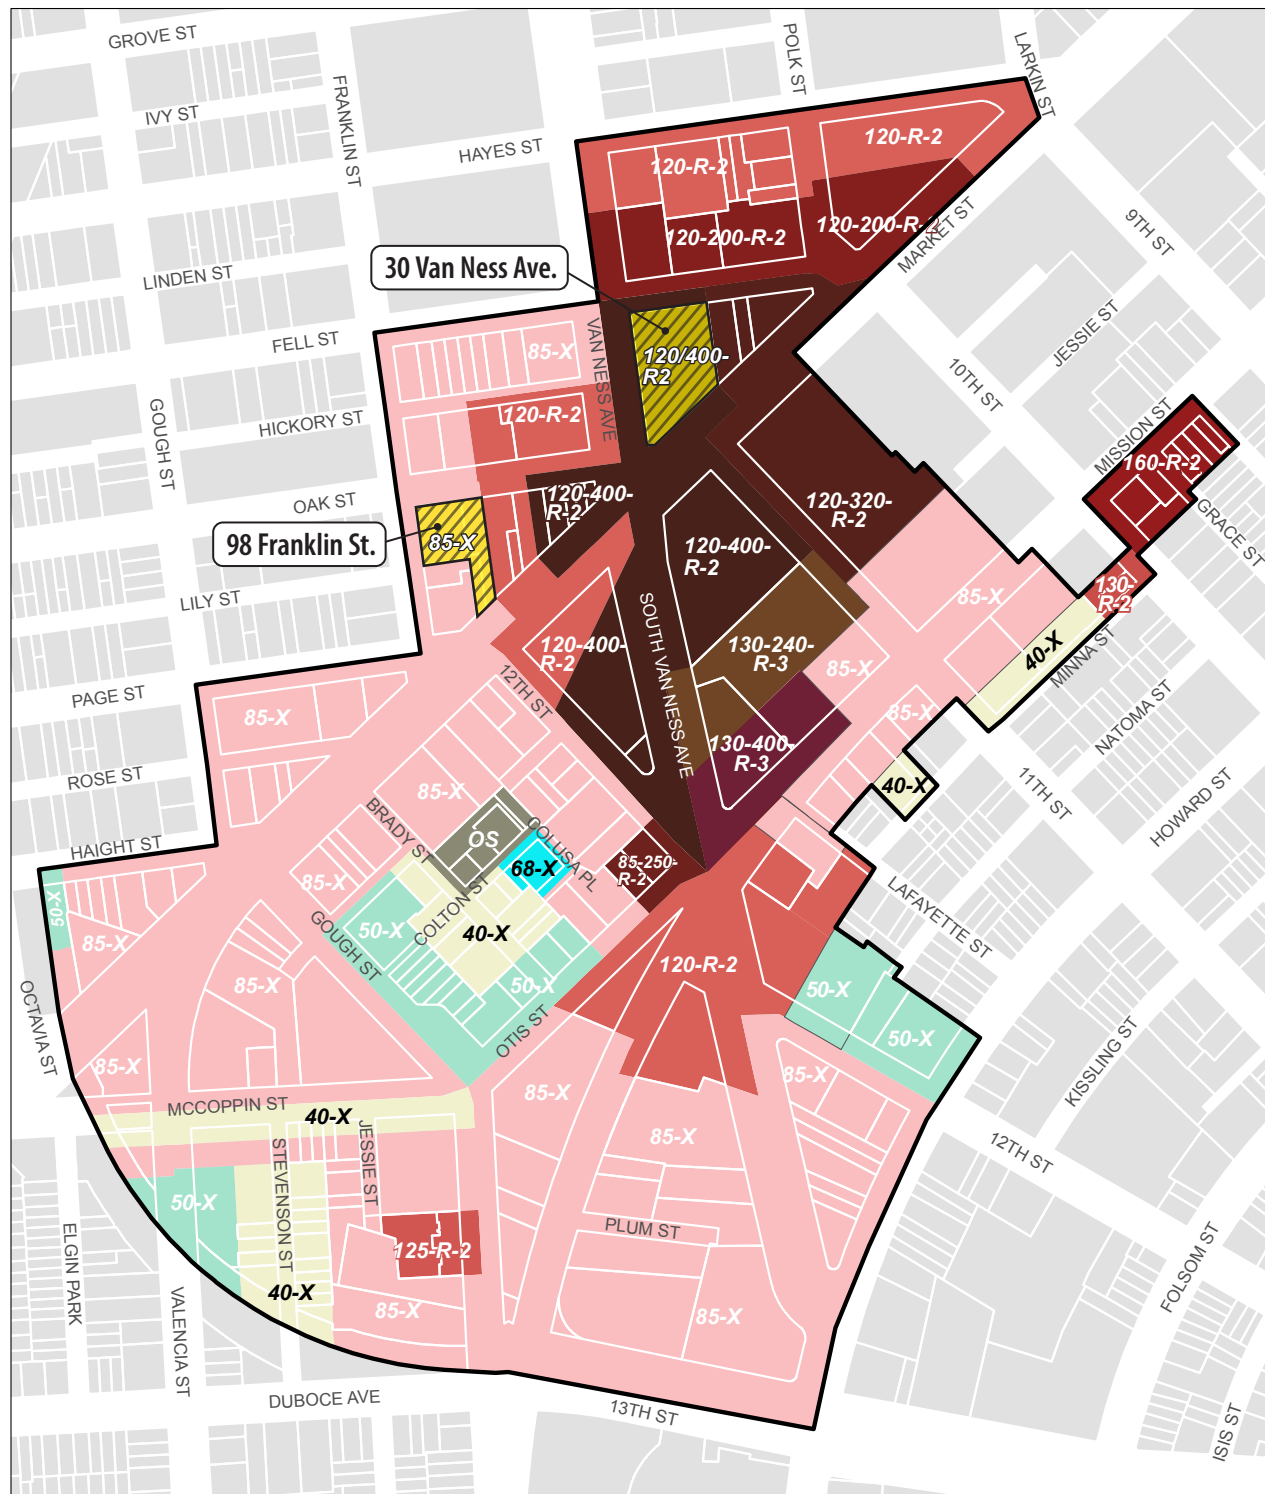 GROVE ST
POLK ST
LARKIN ST
IVY ST
FRANKLIN ST
HAYES ST
120-R-2
120-R-2
120-200-R-2
120-200-R-2
MARKET ST
9TH ST
30 Van Ness Ave.
LINDEN ST
FELL ST
VAN NESS AVE
85-X
120/400-
R2
JESSIE ST
10TH ST
GOUGH ST
HICKORY ST
120-R-2
MISSION ST
160-R-2
OAK ST
120-400-
R-2
120-320-
R-2
GRACE ST
98 Franklin St.
85-X
120-400-
R-2
LILY ST
85-X
130-
R-2
SOUTH VAN NESS AVE
120-400-
R-2
130-240-
R-3
40-X
MINNA ST
85-X
12TH ST
PAGE ST
85-X
85-X
NATOMA ST
130-400-
R-3
ROSE ST
85-X
40-X
11TH ST
HOWARD ST
BRADY ST
OS
COLUSA PL
HAIGHT ST
68-X
85-250-
R-2
85-X
50-X
COLTON ST
LAFAYETTE ST
GOUGH ST
50-X
40-X
85-X
120-R-2
85-X
50-X
50-X
OCTAVIA ST
OTIS ST
50-X
85-X
85-X
85-X
KISSLING ST
MCCOPPIN ST
40-X
85-X
12TH ST
STEVENSON ST
JESSIE ST
50-X
PLUM ST
125-R-2
ELGIN PARK
40-X
VALENCIA ST
85-X
85-X
FOLSOM ST
DUBOCE AVE
13TH ST
ISIS ST